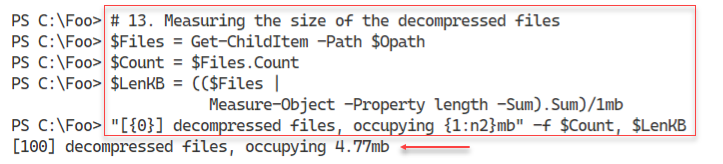 PS C:\Foo> # 13. Measuring the size of the decompressed files
PS C:\Foo> $Files = Get-ChildItem -Path $Opath
PS C:\Foo> $Count = $Files.Count
PS C:\Foo> $LenKB = (($Files |
Measure-Object -Property length -Sum).Sum)/1mb
PS C:\Foo> "[{0}] decompressed files, occupying {1:n2}mb" -f $Count, $LenKB
[100] decompressed files, occupying 4.77mb